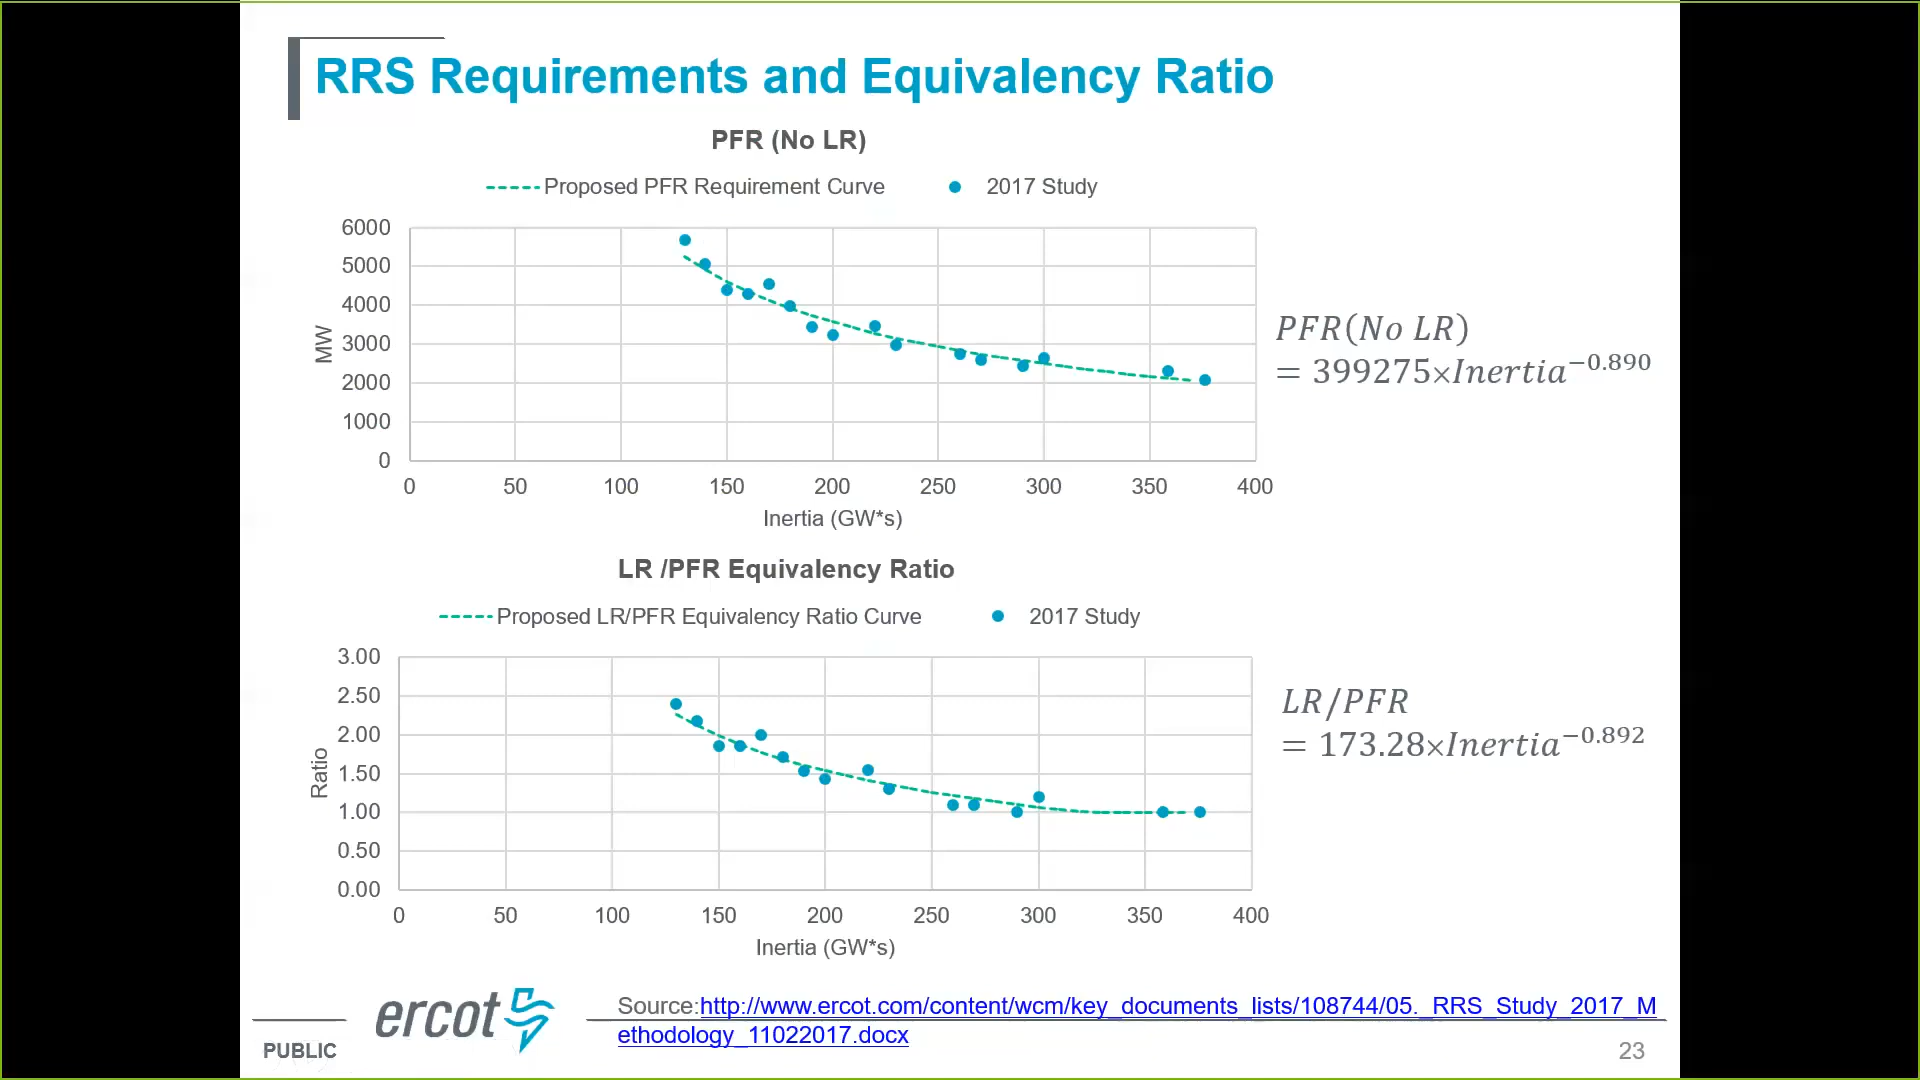 RRS Requirements and Equivalency Ratio
PFR (No LR)
Proposed PFR Requirement Curve 2017 Study
6000
5000
4000
3000
2000
1000
0
MW
0 50 100 150 200 250 300 350 400
Inertia (GW*s)
PFR(No LR)
= 399275×Inertia^−0.890
LR /PFR Equivalency Ratio
Proposed LR/PFR Equivalency Ratio Curve 2017 Study
3.00
2.50
2.00
1.50
1.00
0.50
0.00
Ratio
0 50 100 150 200 250 300 350 400
Inertia (GW*s)
LR/PFR
= 173.28×Inertia^−0.892
ercot
PUBLIC
Source:http://www.ercot.com/content/wcm/key_documents_lists/108744/05._RRS_Study_2017_M
ethodology_11022017.docx
23